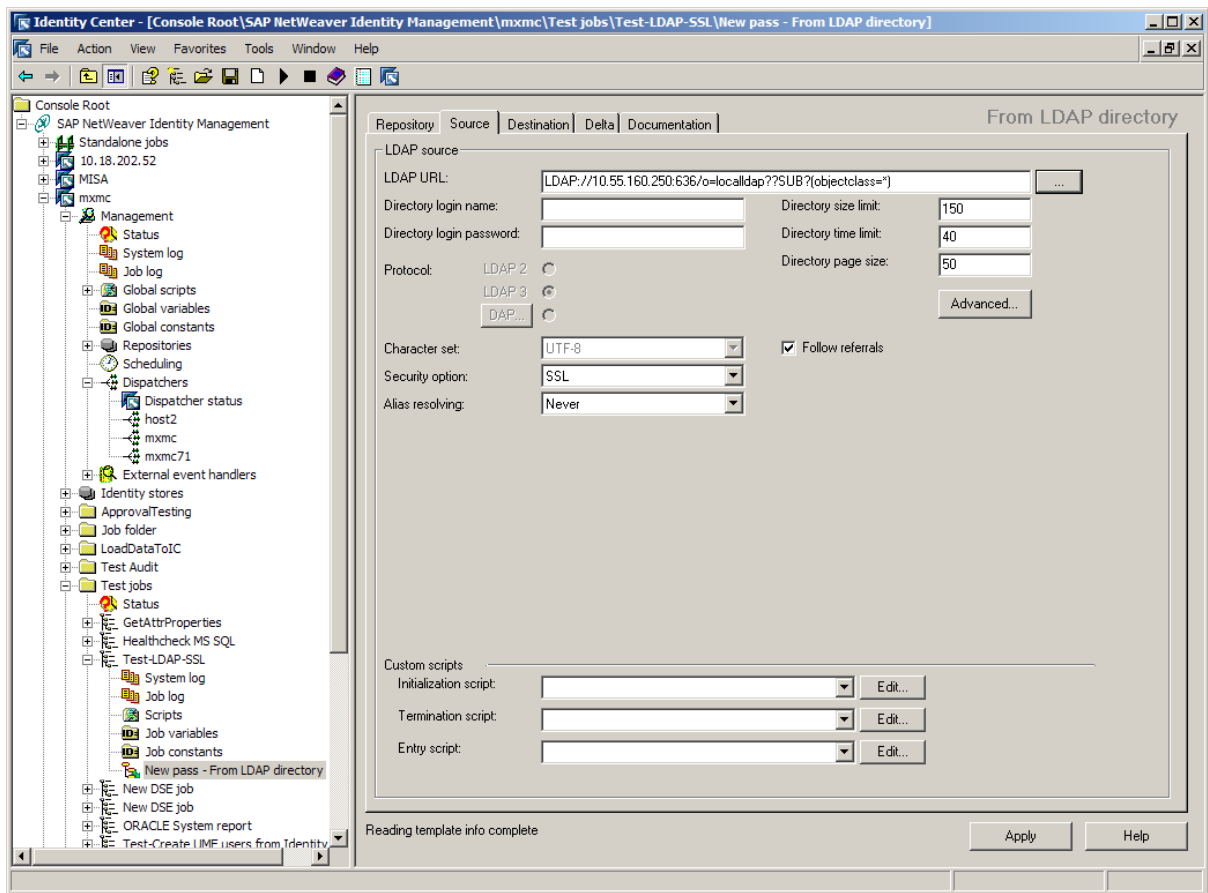 Identity Center - [Console Root\SAP NetWeaver Identity Management\mxmc\Test jobs\Test-LDAP-SSL\New pass - From LDAP directory]
File Action View Favorites Tools Window Help
Console Root
SAP NetWeaver Identity Management
Standalone jobs
10.18.202.52
MISA
mxmc
Management
Status
System log
Job log
Global scripts
Global variables
Global constants
Repositories
Scheduling
Dispatchers
Dispatcher status
host2
mxmc
mxmc71
External event handlers
Identity stores
ApprovalTesting
Job folder
LoadDataToIC
Test Audit
Test jobs
Status
GetAttrProperties
Healthcheck MS SQL
Test-LDAP-SSL
System log
Job log
Scripts
Job variables
Job constants
New pass - From LDAP directory
New DSE job
New DSE job
ORACLE System report
Test-Create UME users from Identity
From LDAP directory
Repository Source Destination Delta Documentation
LDAP source
LDAP URL: LDAP://10.55.160.250:636/o=localldap??SUB?(objectclass=*) ...
Directory login name: Directory size limit: 150
Directory login password: Directory time limit: 40
Directory page size: 50
Protocol: LDAP 2
LDAP 3
DAP... Advanced...
Character set: UTF-8 Follow referrals
Security option: SSL
Alias resolving: Never
Custom scripts
Initialization script: Edit...
Termination script: Edit...
Entry script: Edit...
Reading template info complete
Apply Help